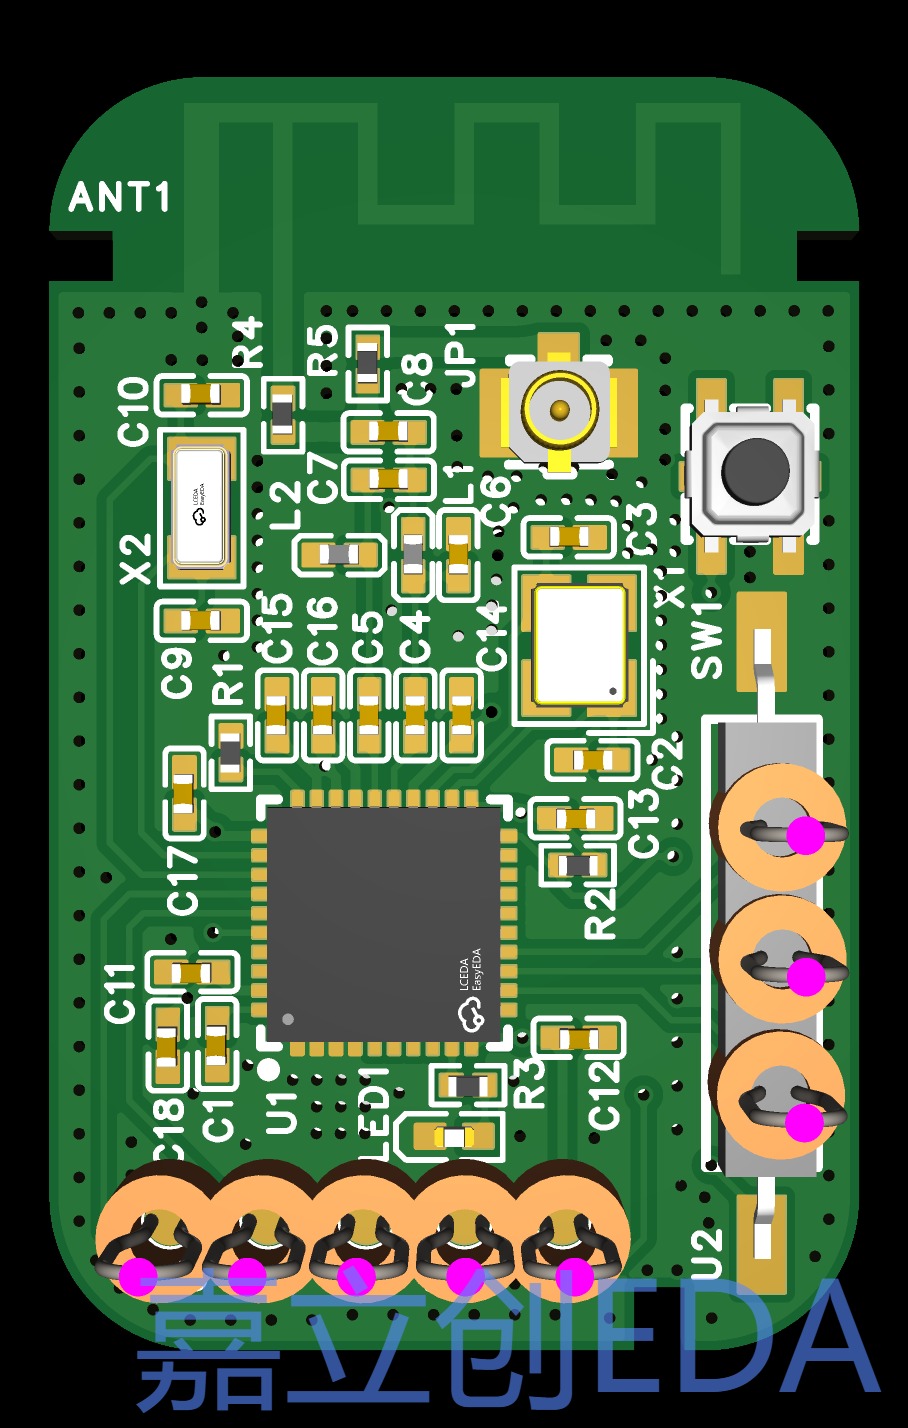 ANT1
R4
R5
C8
JP1
C10
C7
L1
C6
L2
C3
X2
X1
SW1
C15
C16
C5
C4
C14
C9
R1
C2
C13
C17
R2
C11
LCEDA
EasyEDA
LCEDA
EasyEDA
C18
C1
U1
LED1
R3
C12
U2
嘉立创EDA